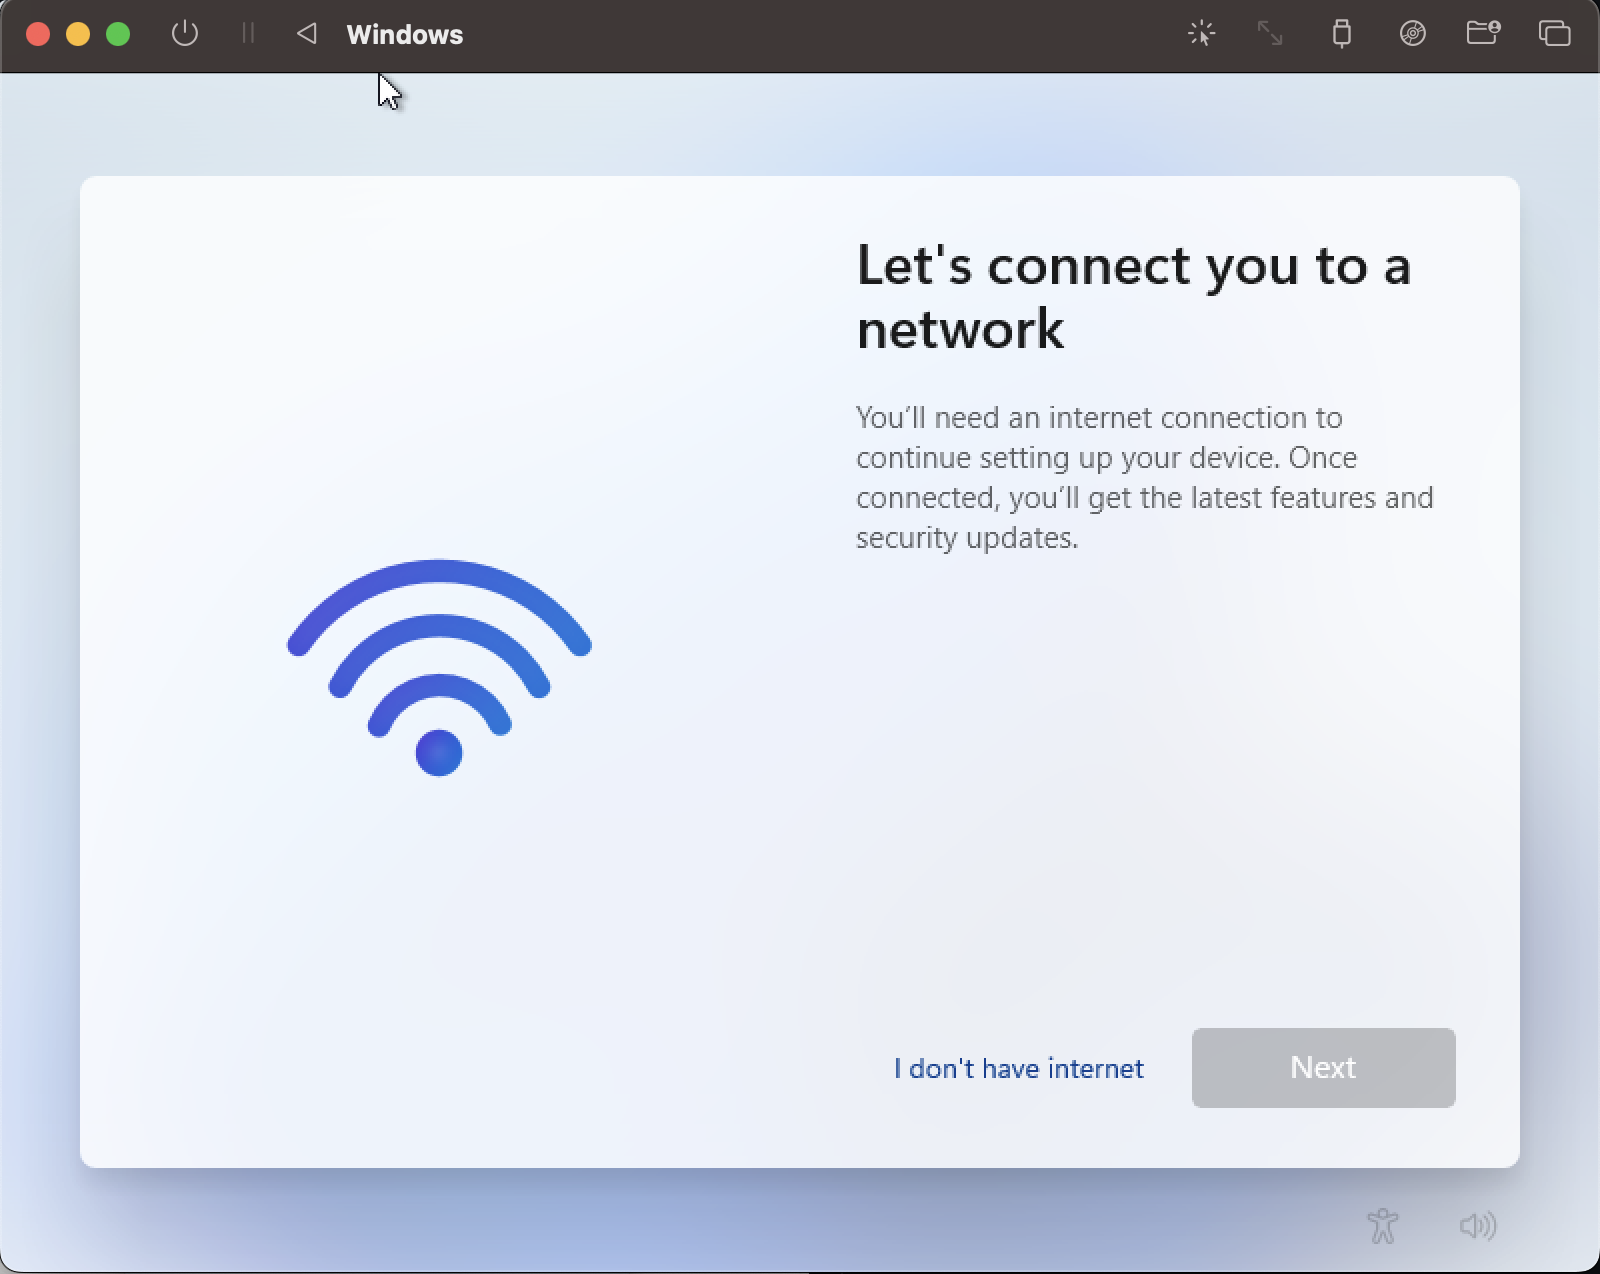 Windows
Let's connect you to a
network
You’ll need an internet connection to
continue setting up your device. Once
connected, you’ll get the latest features and
security updates.
I don't have internet
Next